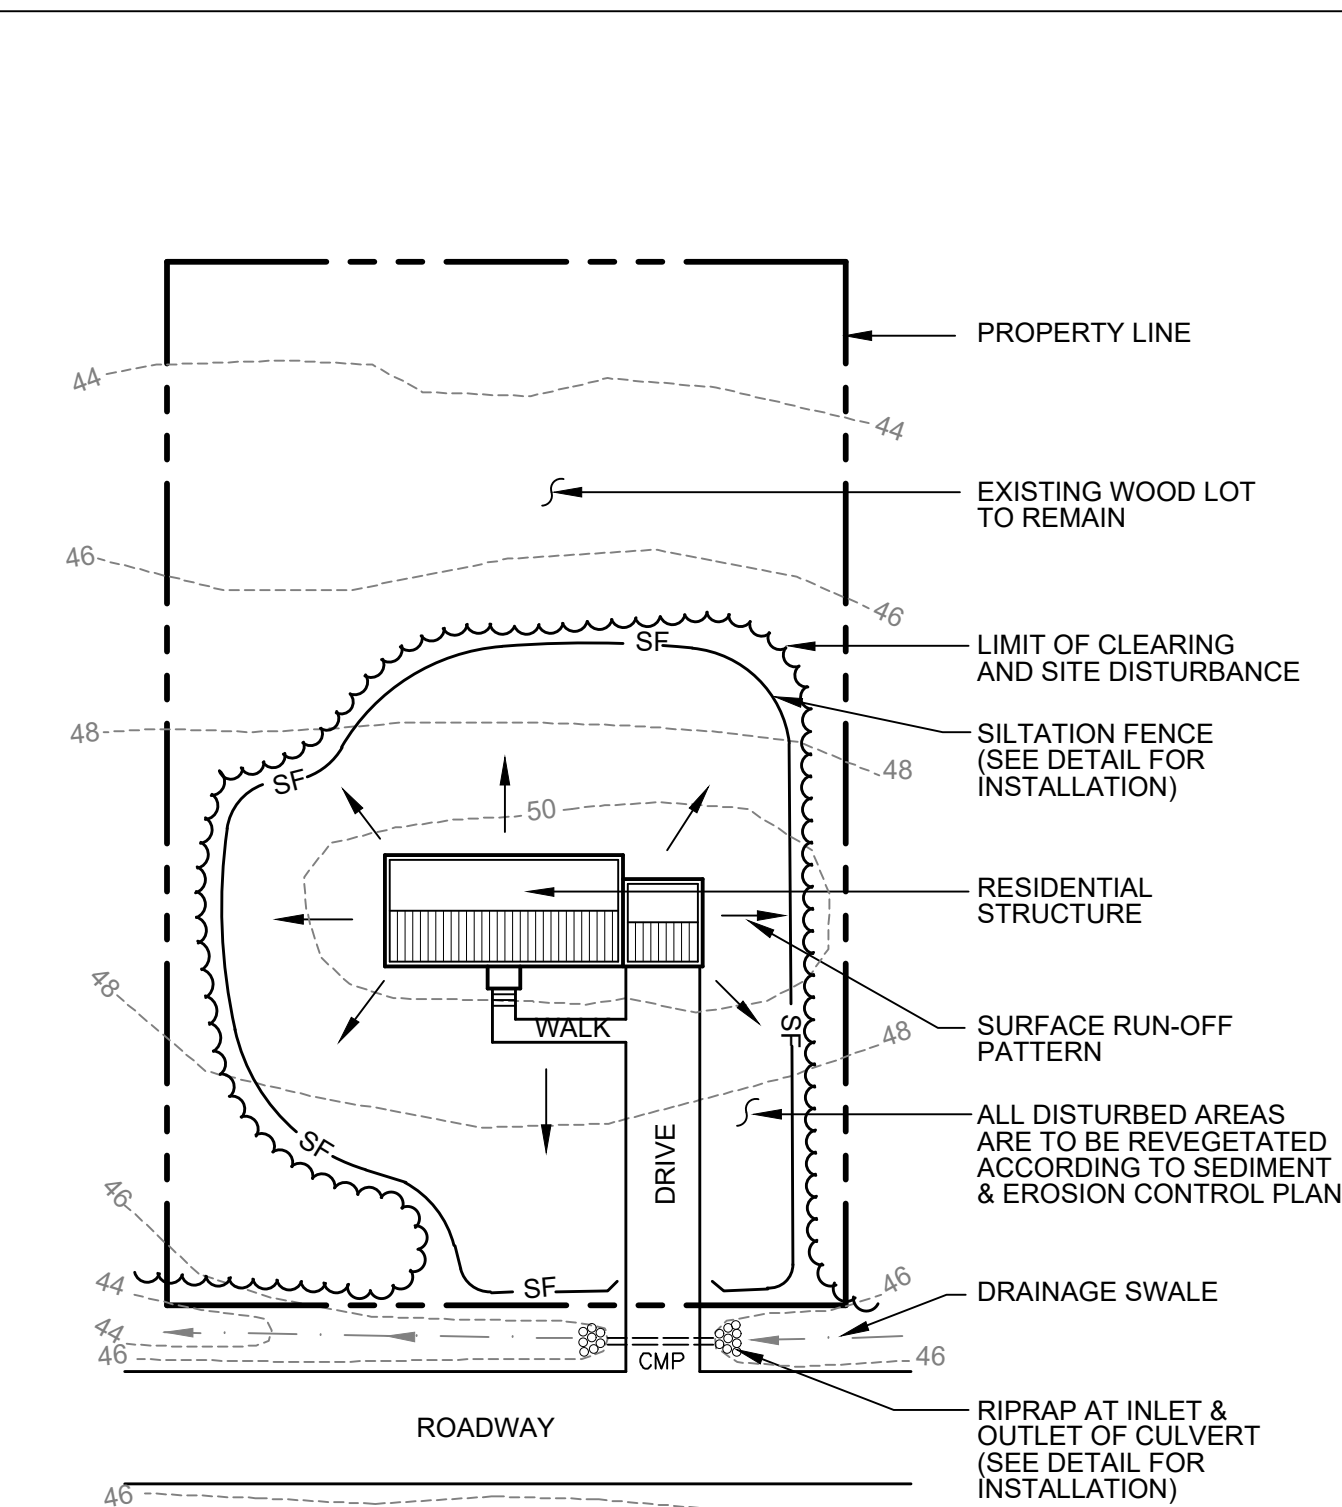 PROPERTY LINE
44
44
EXISTING WOOD LOT
TO REMAIN
46
46
SF
LIMIT OF CLEARING
AND SITE DISTURBANCE
48
48
SILTATION FENCE
(SEE DETAIL FOR
INSTALLATION)
SF
50
RESIDENTIAL
STRUCTURE
48
WALK
SF
48
SURFACE RUN-OFF
PATTERN
SF
DRIVE
ALL DISTURBED AREAS
ARE TO BE REVEGETATED
ACCORDING TO SEDIMENT
& EROSION CONTROL PLAN
46
44
SF
46
DRAINAGE SWALE
44
46
CMP
46
ROADWAY
RIPRAP AT INLET &
OUTLET OF CULVERT
(SEE DETAIL FOR
INSTALLATION)
46